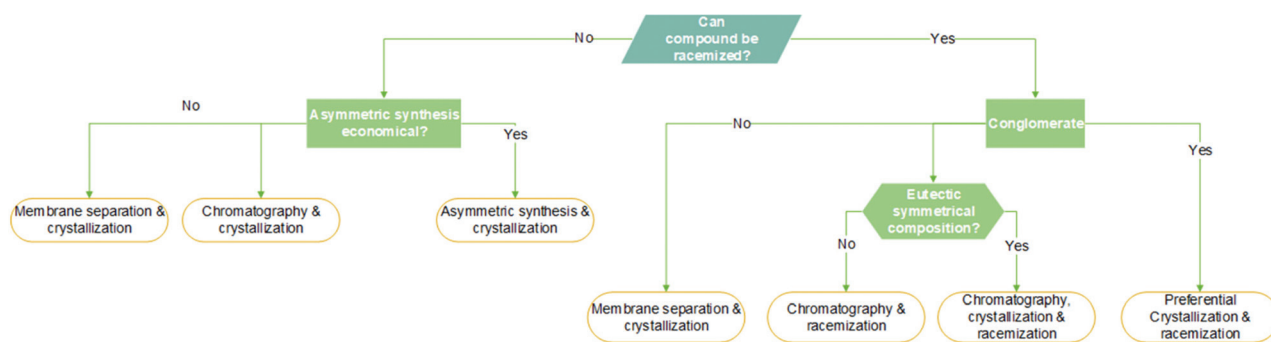 Can
compound be
racemized?
No
Yes
Asymmetric synthesis
economical?
No
Yes
Conglomerate
No
Yes
Membrane separation &
crystallization
Chromatography &
crystallization
Asymmetric synthesis &
crystallization
Eutectic
symmetrical
composition?
No
Yes
Membrane separation &
crystallization
Chromatography &
racemization
Chromatography,
crystallization &
racemization
Preferential
Crystallization &
racemization